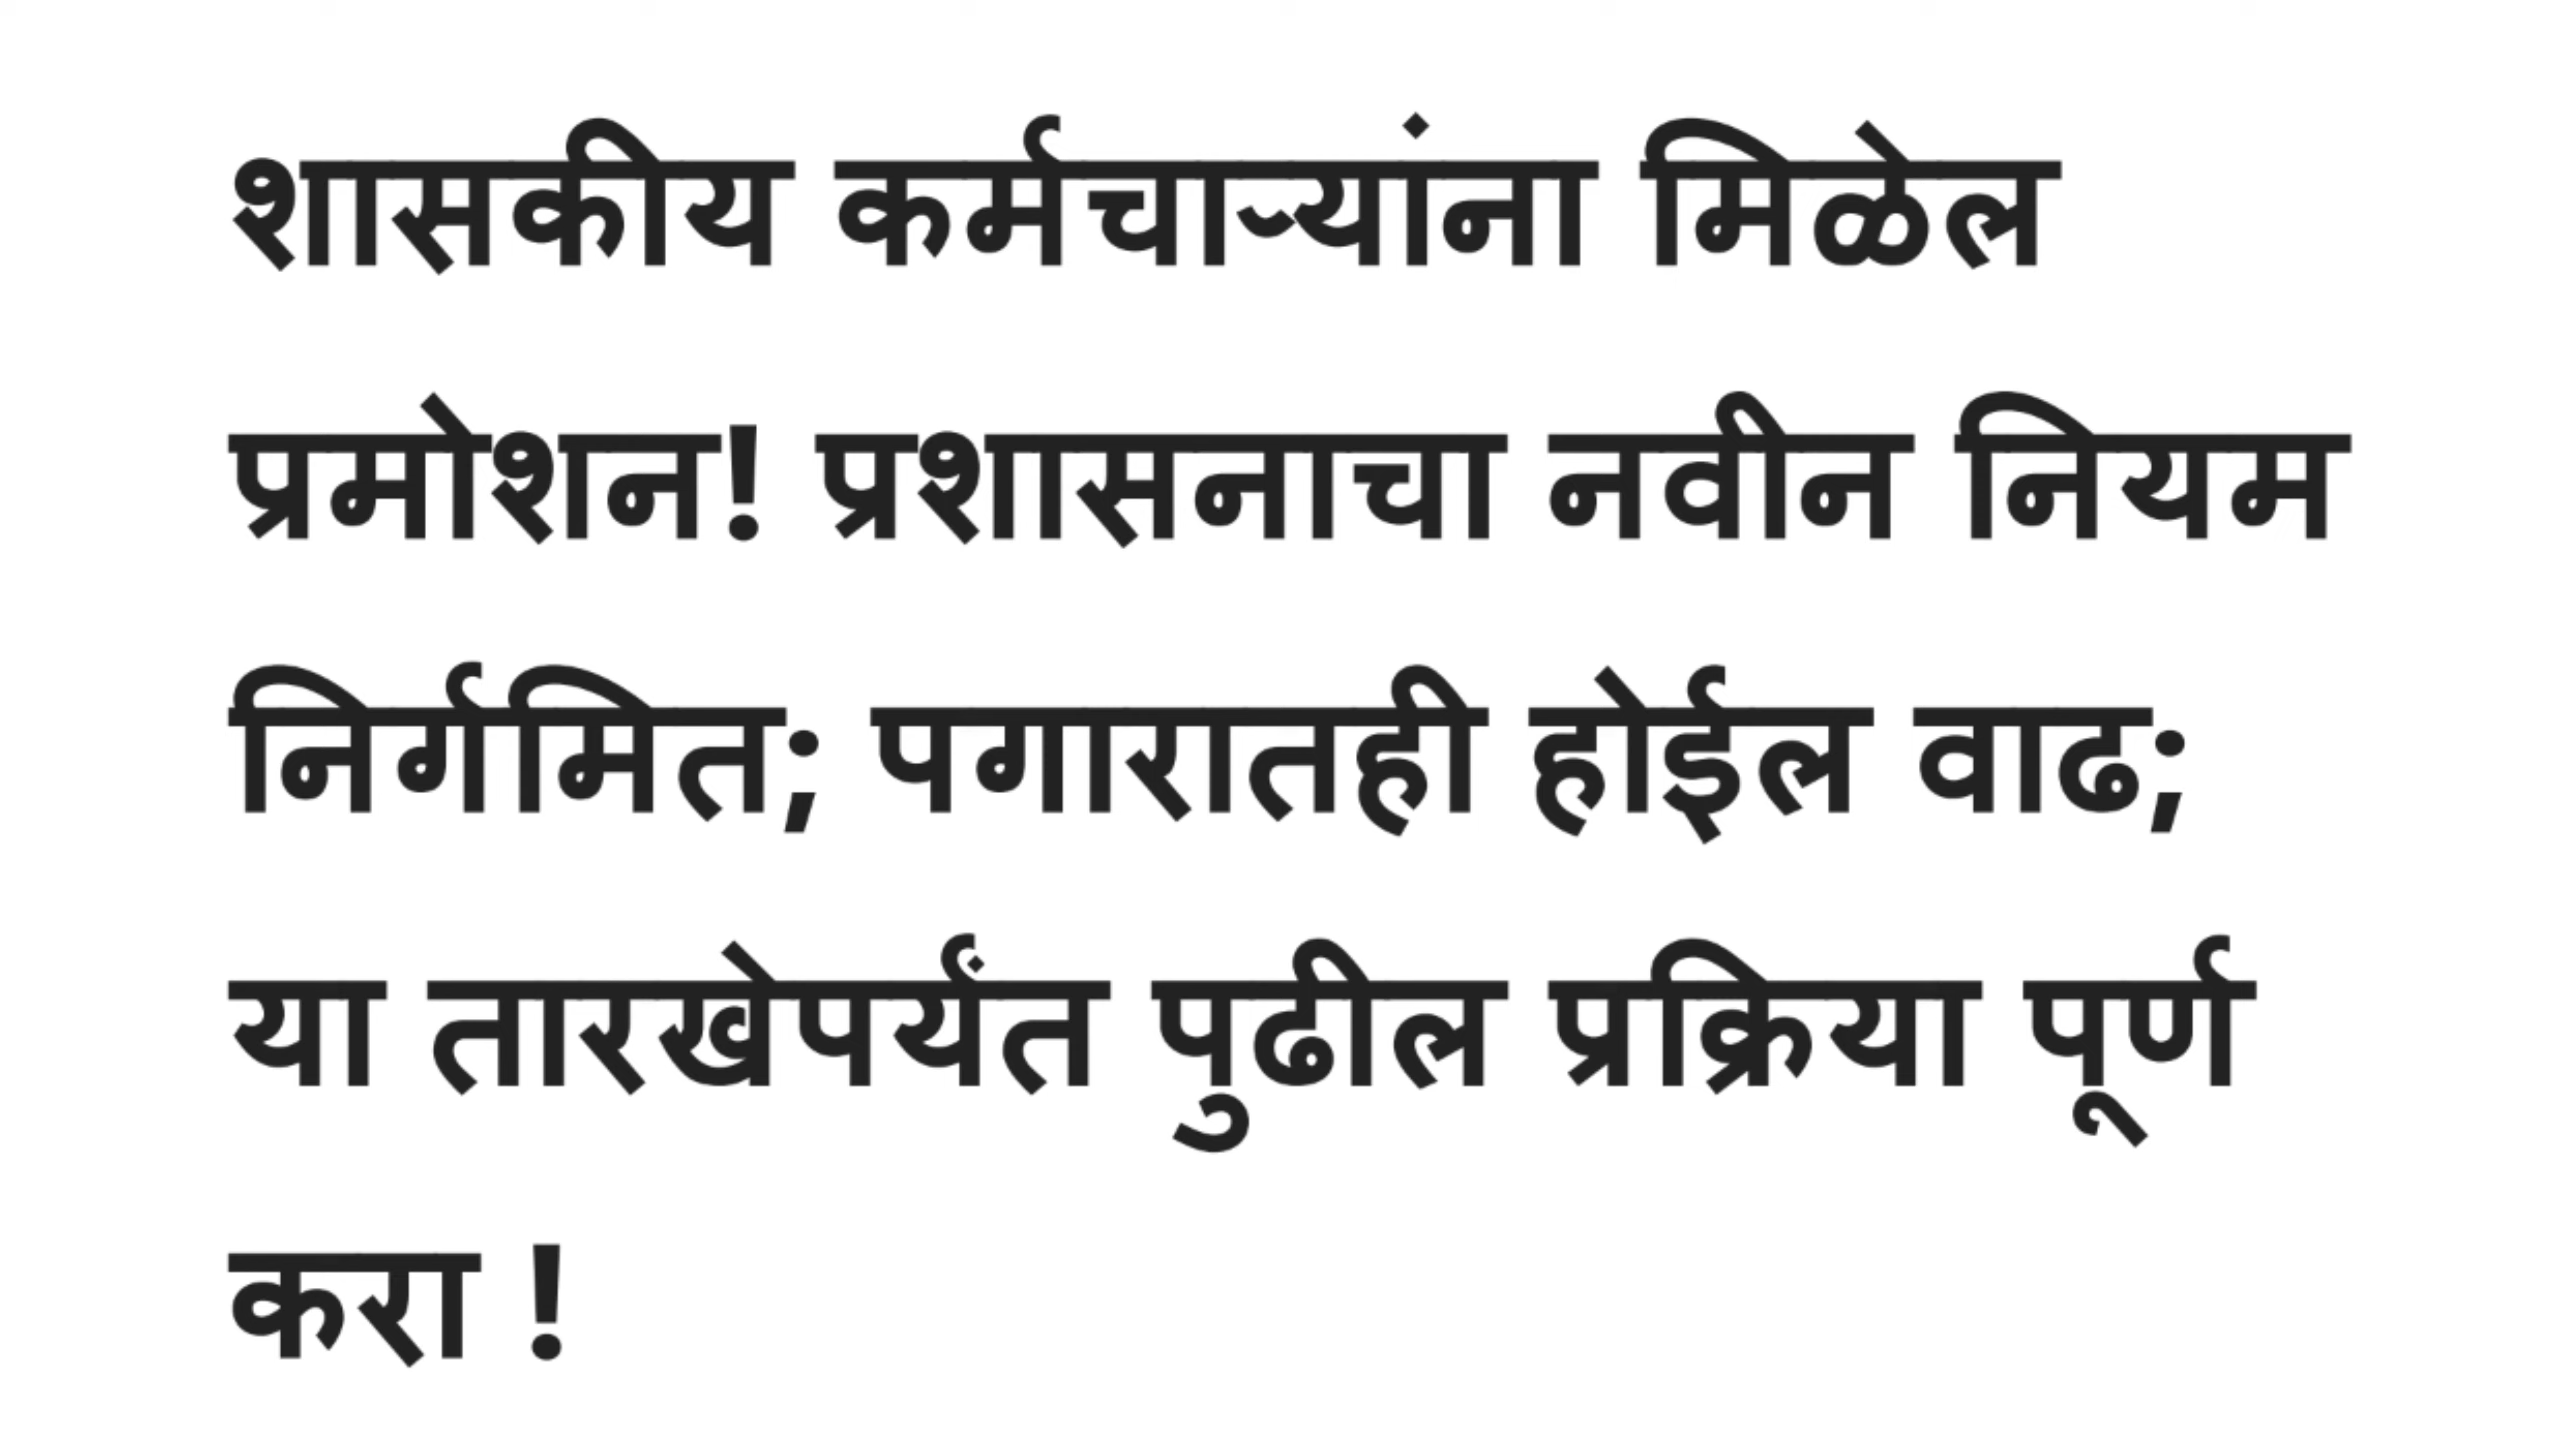 शासकीय कर्मचाऱ्यांना मिळेल
प्रमोशन! प्रशासनाचा नवीन नियम
निर्गमित; पगारातही होईल वाढ;
या तारखेपर्यंत पुढील प्रक्रिया पूर्ण
करा !